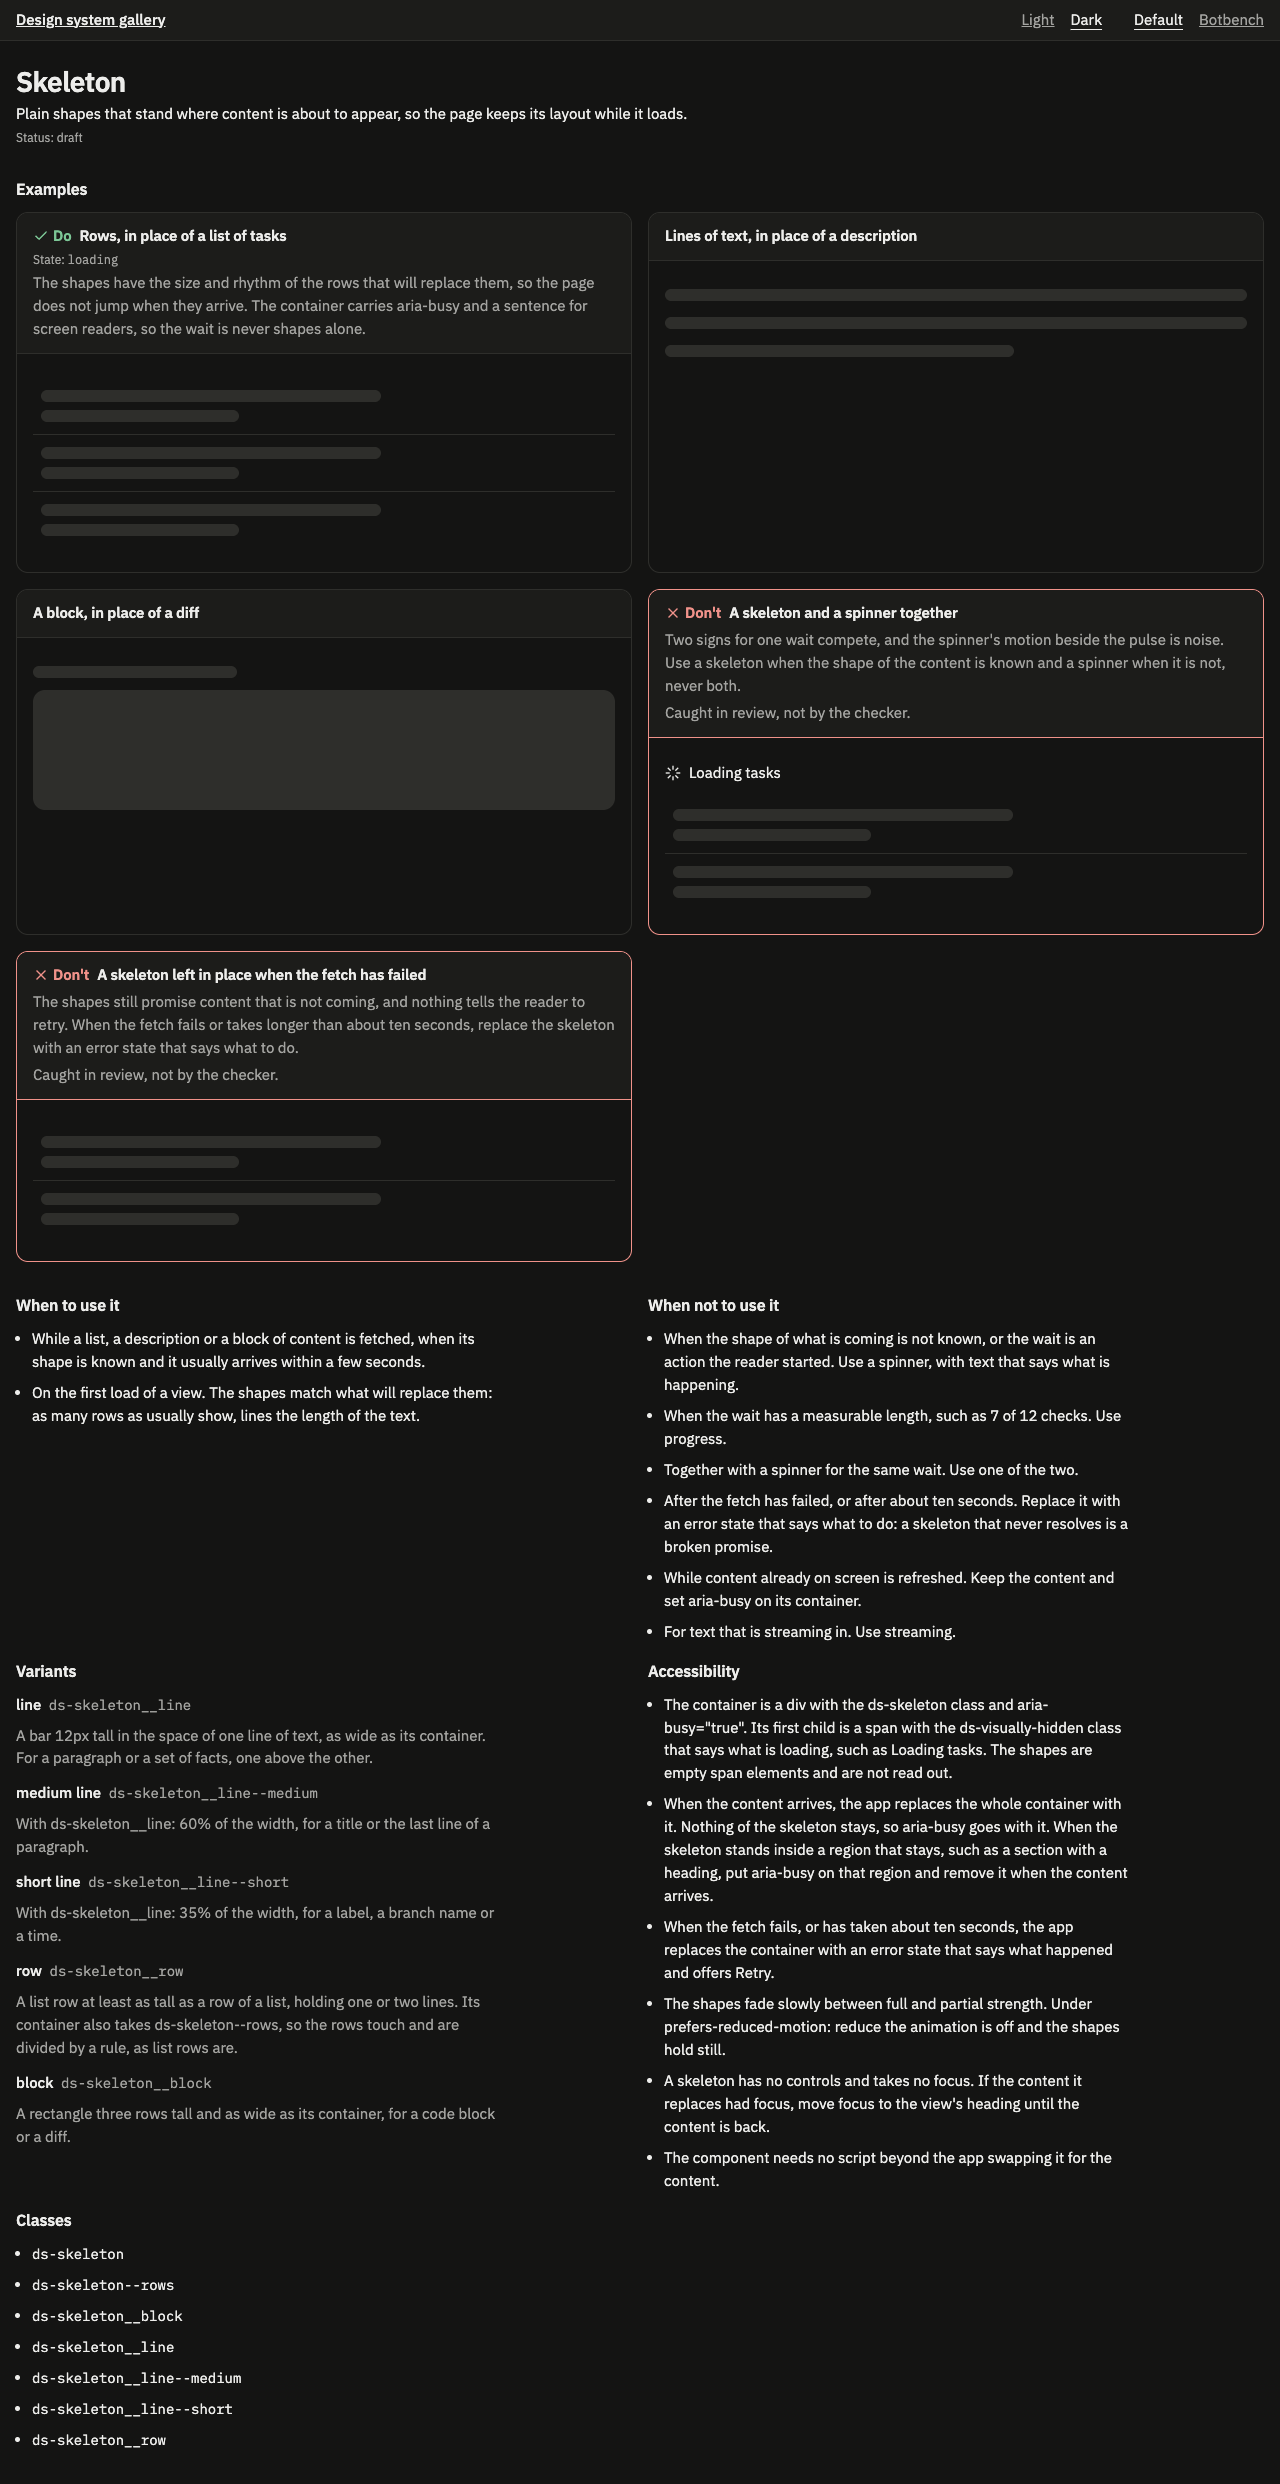 Design system gallery
Light Dark Default Botbench
Skeleton
Plain shapes that stand where content is about to appear, so the page keeps its layout while it loads.
Status: draft
Examples
Do Rows, in place of a list of tasks
State: loading
The shapes have the size and rhythm of the rows that will replace them, so the page
does not jump when they arrive. The container carries aria-busy and a sentence for
screen readers, so the wait is never shapes alone.
Lines of text, in place of a description
A block, in place of a diff
Don't A skeleton and a spinner together
Two signs for one wait compete, and the spinner's motion beside the pulse is noise.
Use a skeleton when the shape of the content is known and a spinner when it is not,
never both.
Caught in review, not by the checker.
Loading tasks
Don't A skeleton left in place when the fetch has failed
The shapes still promise content that is not coming, and nothing tells the reader to
retry. When the fetch fails or takes longer than about ten seconds, replace the skeleton
with an error state that says what to do.
Caught in review, not by the checker.
When to use it
While a list, a description or a block of content is fetched, when its
shape is known and it usually arrives within a few seconds.
On the first load of a view. The shapes match what will replace them:
as many rows as usually show, lines the length of the text.
When not to use it
When the shape of what is coming is not known, or the wait is an
action the reader started. Use a spinner, with text that says what is
happening.
When the wait has a measurable length, such as 7 of 12 checks. Use
progress.
Together with a spinner for the same wait. Use one of the two.
After the fetch has failed, or after about ten seconds. Replace it with
an error state that says what to do: a skeleton that never resolves is a
broken promise.
While content already on screen is refreshed. Keep the content and
set aria-busy on its container.
For text that is streaming in. Use streaming.
Variants
line ds-skeleton__line
A bar 12px tall in the space of one line of text, as wide as its container.
For a paragraph or a set of facts, one above the other.
medium line ds-skeleton__line--medium
With ds-skeleton__line: 60% of the width, for a title or the last line of a
paragraph.
short line ds-skeleton__line--short
With ds-skeleton__line: 35% of the width, for a label, a branch name or
a time.
row ds-skeleton__row
A list row at least as tall as a row of a list, holding one or two lines. Its
container also takes ds-skeleton--rows, so the rows touch and are
divided by a rule, as list rows are.
block ds-skeleton__block
A rectangle three rows tall and as wide as its container, for a code block
or a diff.
Accessibility
The container is a div with the ds-skeleton class and aria-
busy="true". Its first child is a span with the ds-visually-hidden class
that says what is loading, such as Loading tasks. The shapes are
empty span elements and are not read out.
When the content arrives, the app replaces the whole container with
it. Nothing of the skeleton stays, so aria-busy goes with it. When the
skeleton stands inside a region that stays, such as a section with a
heading, put aria-busy on that region and remove it when the content
arrives.
When the fetch fails, or has taken about ten seconds, the app
replaces the container with an error state that says what happened
and offers Retry.
The shapes fade slowly between full and partial strength. Under
prefers-reduced-motion: reduce the animation is off and the shapes
hold still.
A skeleton has no controls and takes no focus. If the content it
replaces had focus, move focus to the view's heading until the
content is back.
The component needs no script beyond the app swapping it for the
content.
Classes
ds-skeleton
ds-skeleton--rows
ds-skeleton__block
ds-skeleton__line
ds-skeleton__line--medium
ds-skeleton__line--short
ds-skeleton__row